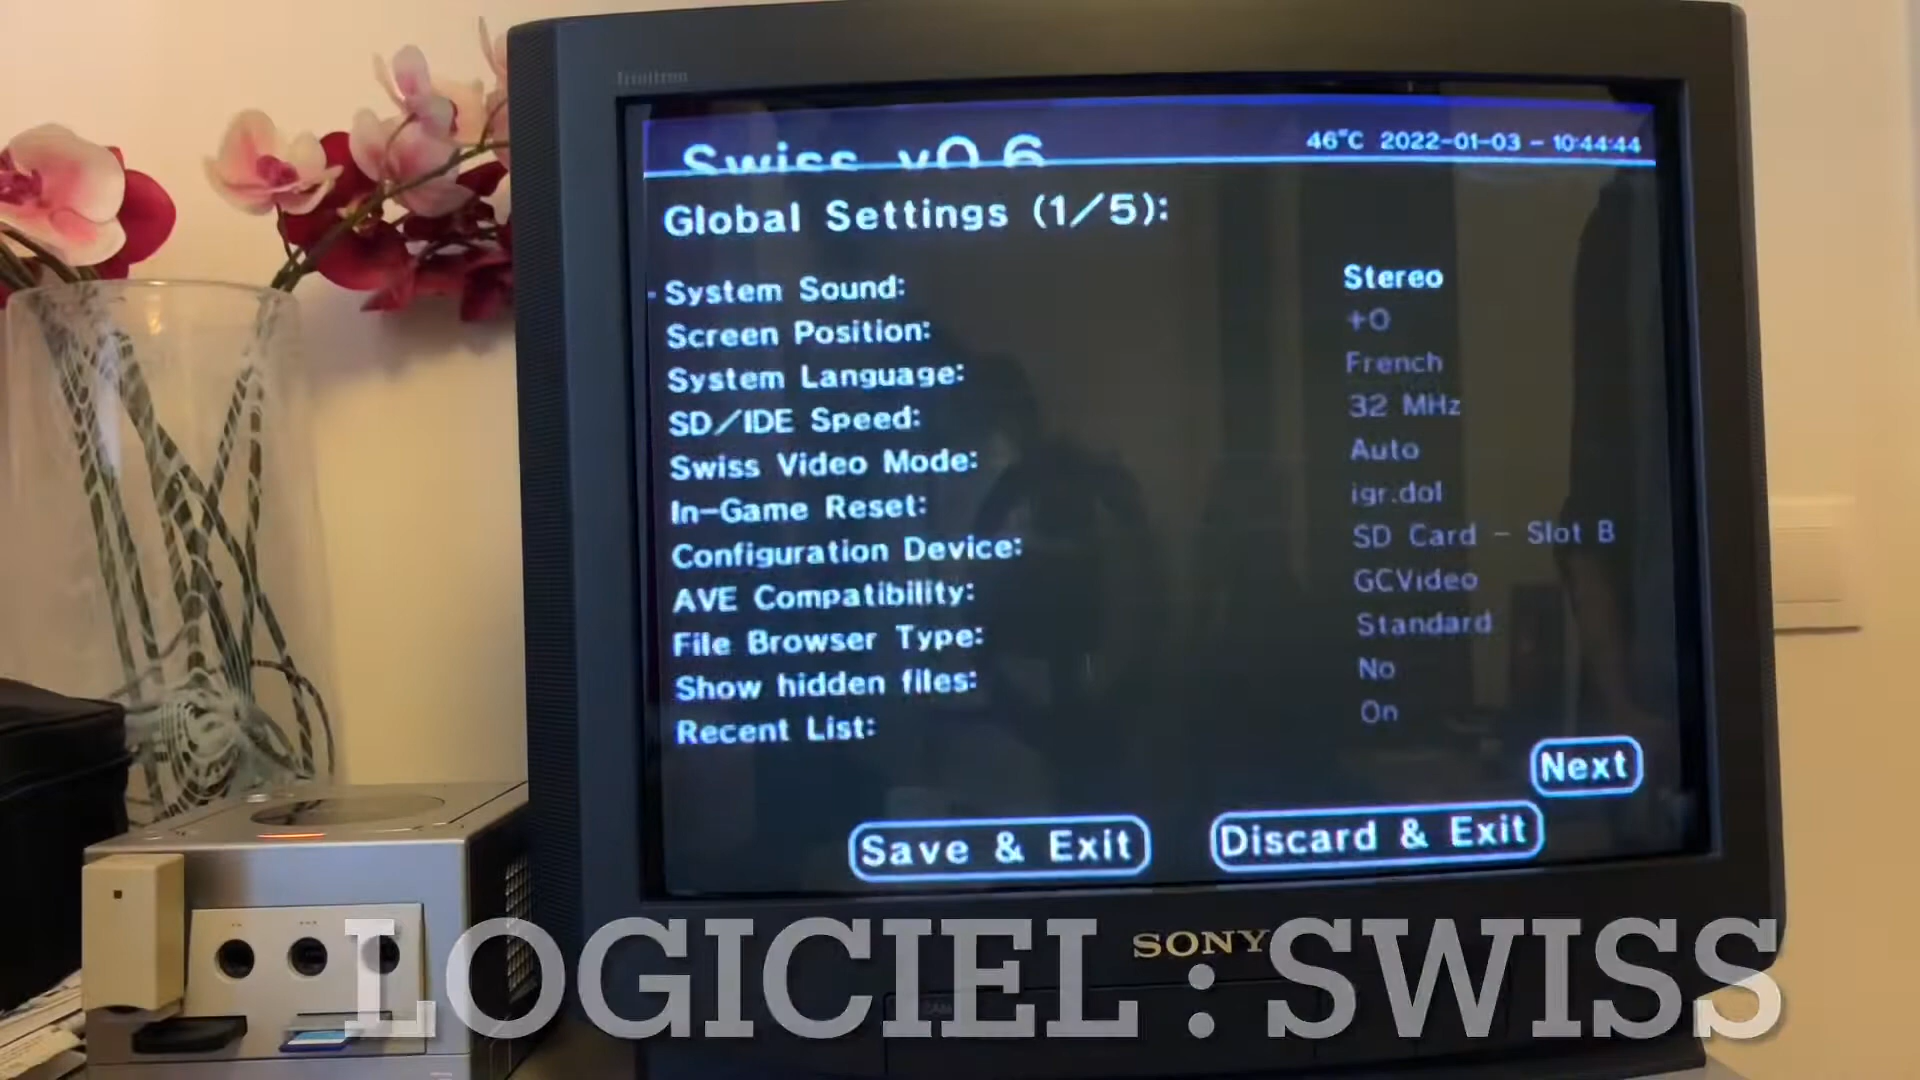 Trinitron
Swiss v0.6
46°C 2022-01-03 - 10:44:44
Global Settings (1/5):
System Sound: Stereo
Screen Position: +0
System Language: French
SD/IDE Speed: 32 MHz
Swiss Video Mode: Auto
In-Game Reset: igr.dol
Configuration Device: SD Card - Slot B
AVE Compatibility: GCVideo
File Browser Type: Standard
Show hidden files: No
Recent List: On
Next
Save & Exit Discard & Exit
SONY
LOGICIEL : SWISS